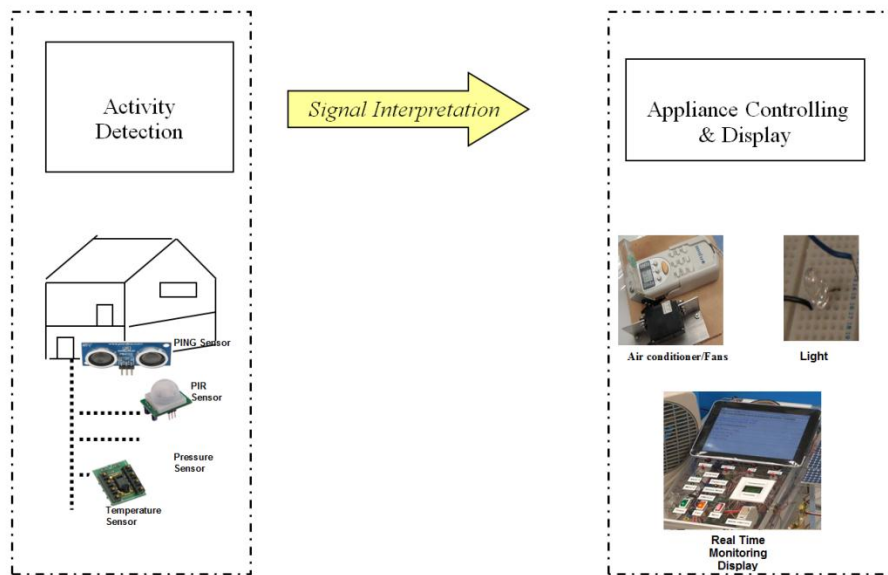 Activity
Detection
Signal Interpretation
Appliance Controlling
& Display
PING Sensor
PIR
Sensor
Pressure
Sensor
Temperature
Sensor
Air conditioner/Fans
Light
Real Time
Monitoring
Display